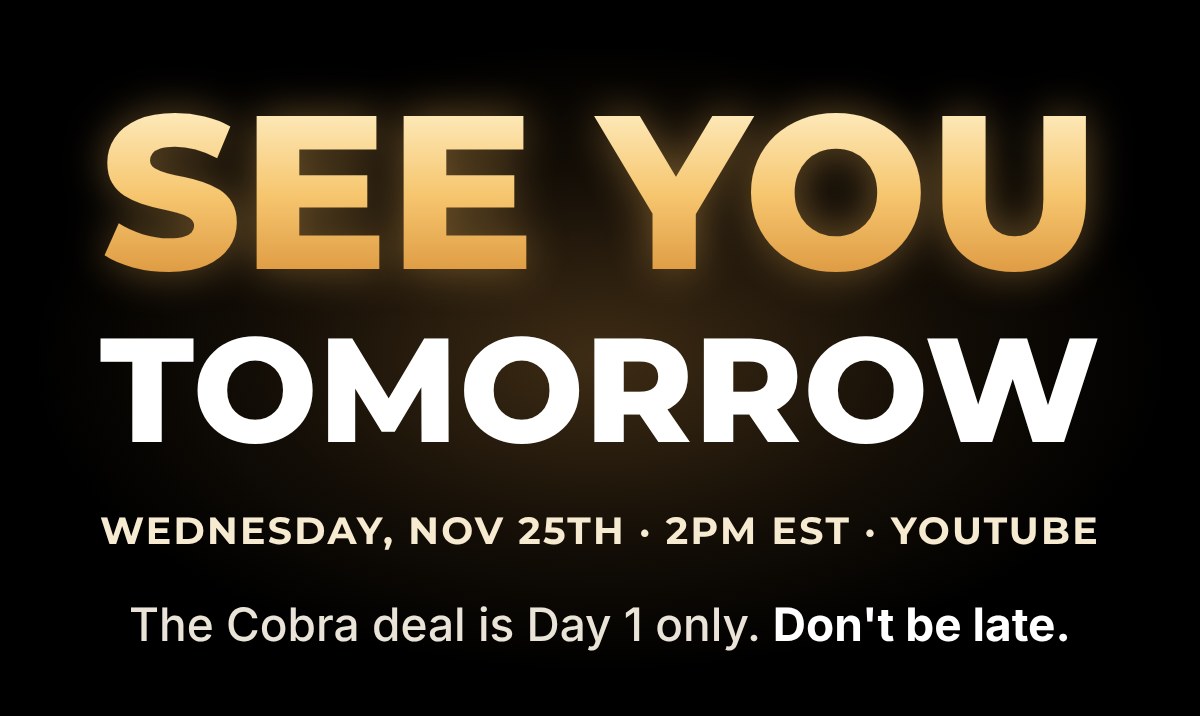 SEE YOU
TOMORROW
WEDNESDAY, NOV 25TH · 2PM EST · YOUTUBE
The Cobra deal is Day 1 only. Don't be late.